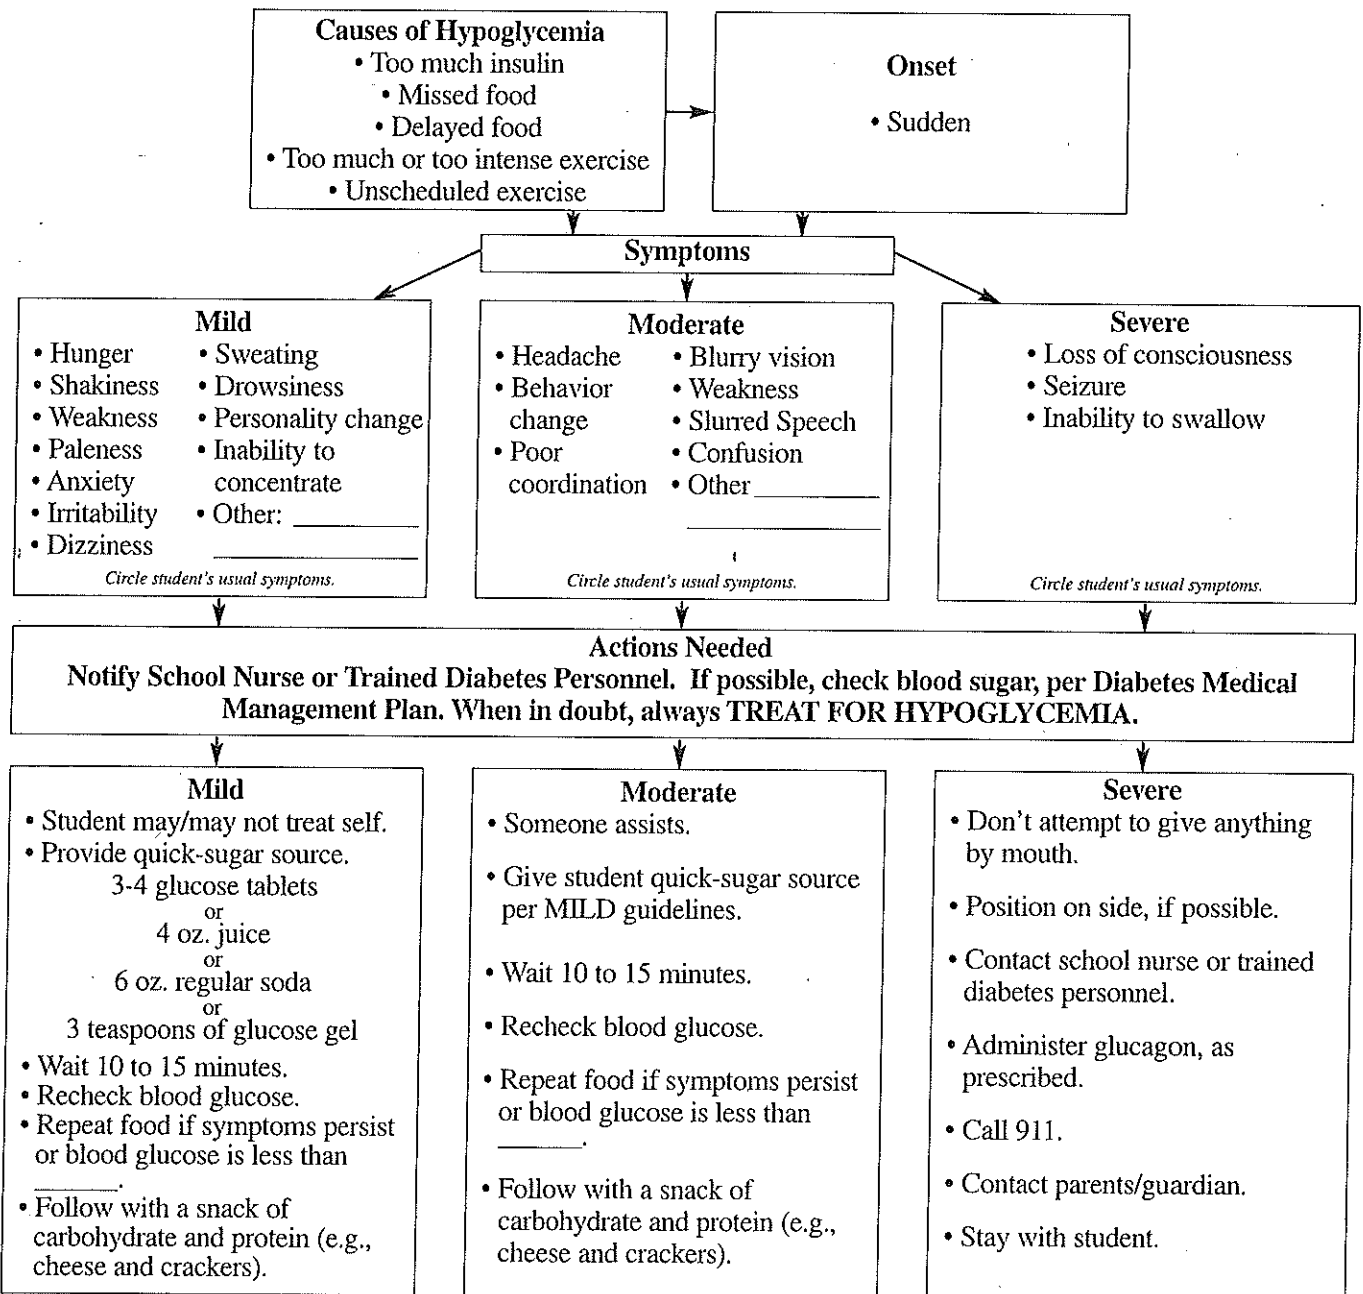 Causes of Hypoglycemia
• Too much insulin
• Missed food
• Delayed food
• Too much or too intense exercise
• Unscheduled exercise
Onset
• Sudden
Symptoms
Mild
• Hunger
• Shakiness
• Weakness
• Paleness
• Anxiety
• Irritability
• Dizziness
• Sweating
• Drowsiness
• Personality change
• Inability to
concentrate
• Other: ____________
____________________
Circle student's usual symptoms.
Moderate
• Headache
• Behavior
change
• Poor
coordination
• Blurry vision
• Weakness
• Slurred Speech
• Confusion
• Other ____________
____________________
Circle student's usual symptoms.
Severe
• Loss of consciousness
• Seizure
• Inability to swallow
Circle student's usual symptoms.
Actions Needed
Notify School Nurse or Trained Diabetes Personnel. If possible, check blood sugar, per Diabetes Medical
Management Plan. When in doubt, always TREAT FOR HYPOGLYCEMIA.
Mild
• Student may/may not treat self.
• Provide quick-sugar source.
3-4 glucose tablets
or
4 oz. juice
or
6 oz. regular soda
or
3 teaspoons of glucose gel
• Wait 10 to 15 minutes.
• Recheck blood glucose.
• Repeat food if symptoms persist
or blood glucose is less than
_______.
• Follow with a snack of
carbohydrate and protein (e.g.,
cheese and crackers).
Moderate
• Someone assists.
• Give student quick-sugar source
per MILD guidelines.
• Wait 10 to 15 minutes.
• Recheck blood glucose.
• Repeat food if symptoms persist
or blood glucose is less than
_______.
• Follow with a snack of
carbohydrate and protein (e.g.,
cheese and crackers).
Severe
• Don't attempt to give anything
by mouth.
• Position on side, if possible.
• Contact school nurse or trained
diabetes personnel.
• Administer glucagon, as
prescribed.
• Call 911.
• Contact parents/guardian.
• Stay with student.